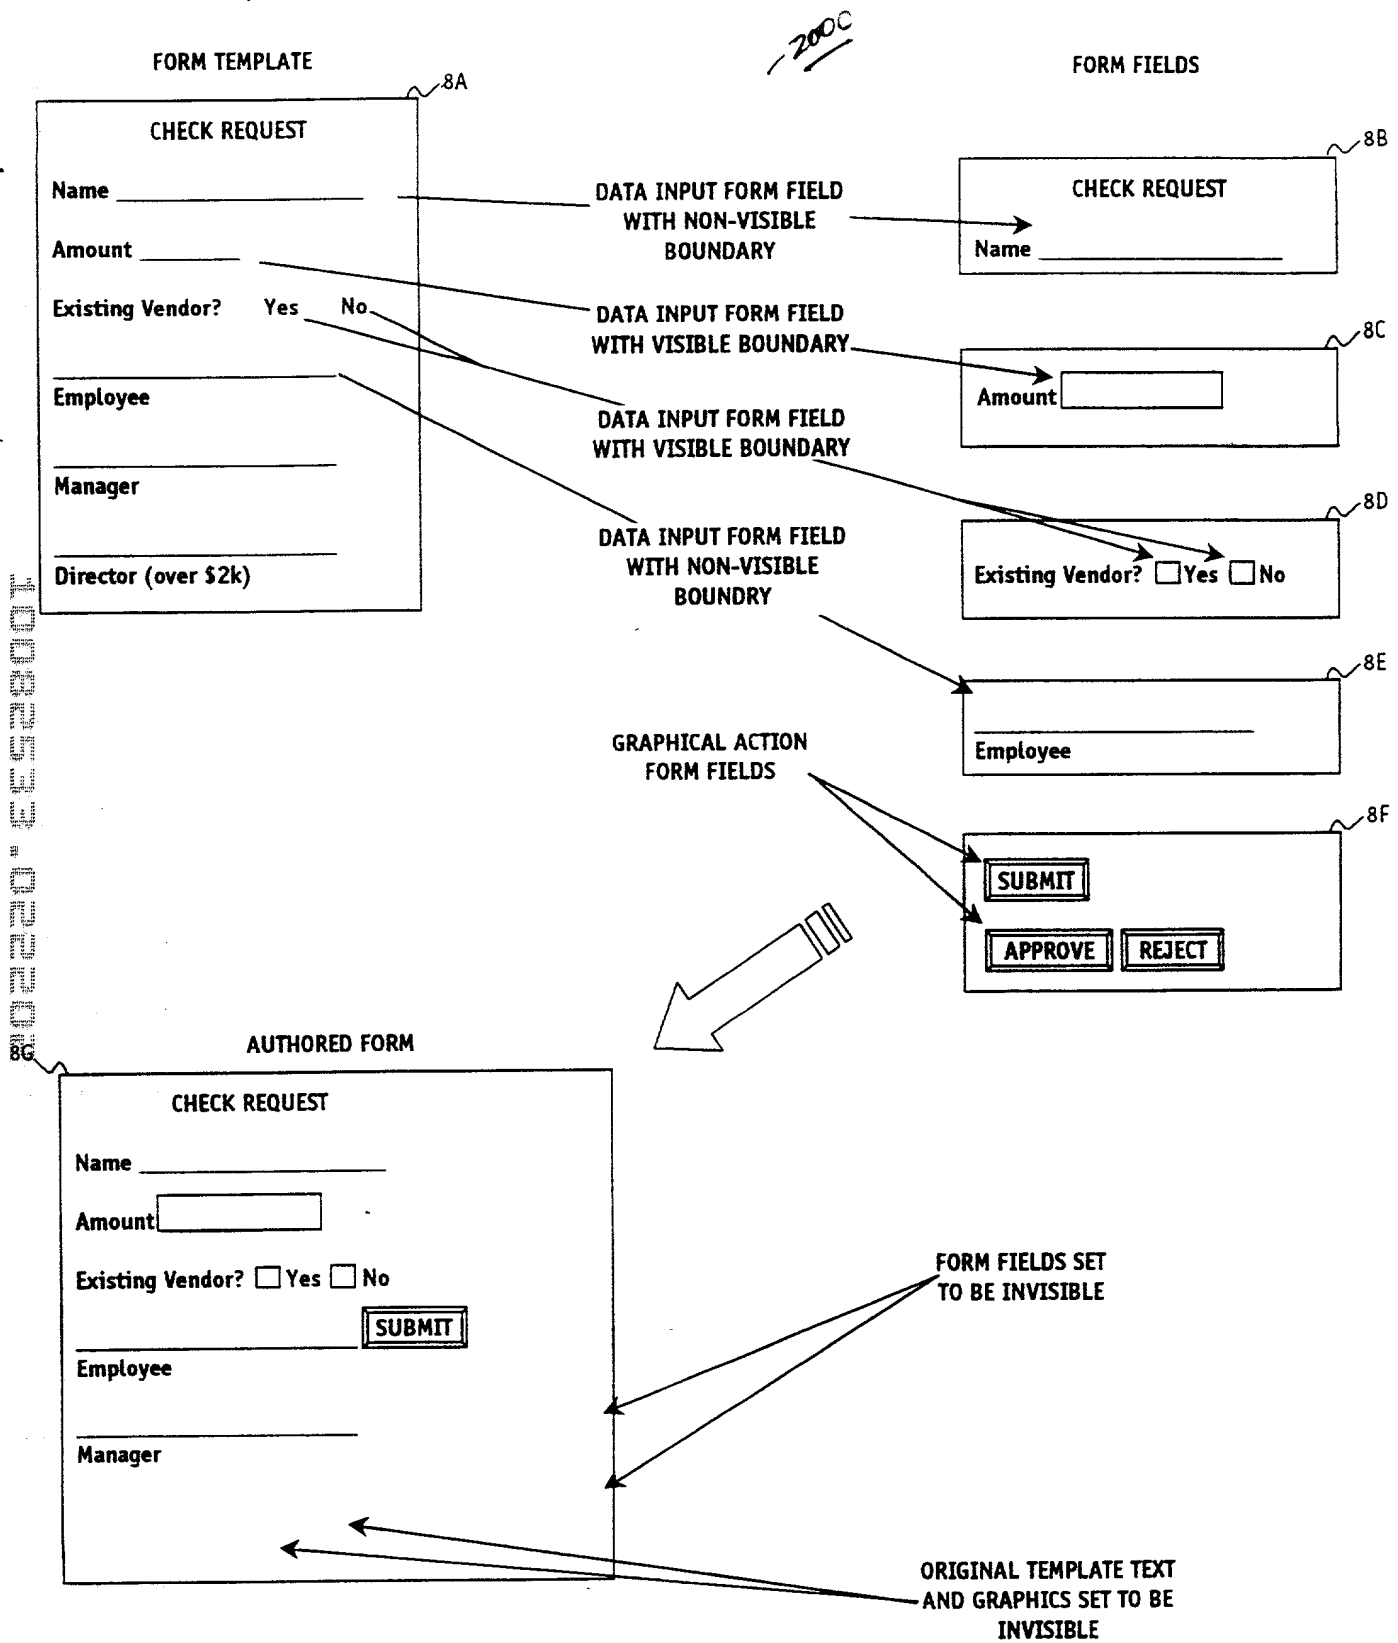 2000
FORM TEMPLATE
8A
CHECK REQUEST
Name
Amount
Existing Vendor? Yes No
Employee
Manager
Director (over $2k)
DATA INPUT FORM FIELD
WITH NON-VISIBLE
BOUNDARY
DATA INPUT FORM FIELD
WITH VISIBLE BOUNDARY
DATA INPUT FORM FIELD
WITH VISIBLE BOUNDARY
DATA INPUT FORM FIELD
WITH NON-VISIBLE
BOUNDRY
GRAPHICAL ACTION
FORM FIELDS
FORM FIELDS
8B
CHECK REQUEST
Name
8C
Amount
8D
Existing Vendor? Yes No
8E
Employee
8F
SUBMIT
APPROVE REJECT
8G
AUTHORED FORM
CHECK REQUEST
Name
Amount
Existing Vendor? Yes No
SUBMIT
Employee
Manager
FORM FIELDS SET
TO BE INVISIBLE
ORIGINAL TEMPLATE TEXT
AND GRAPHICS SET TO BE
INVISIBLE